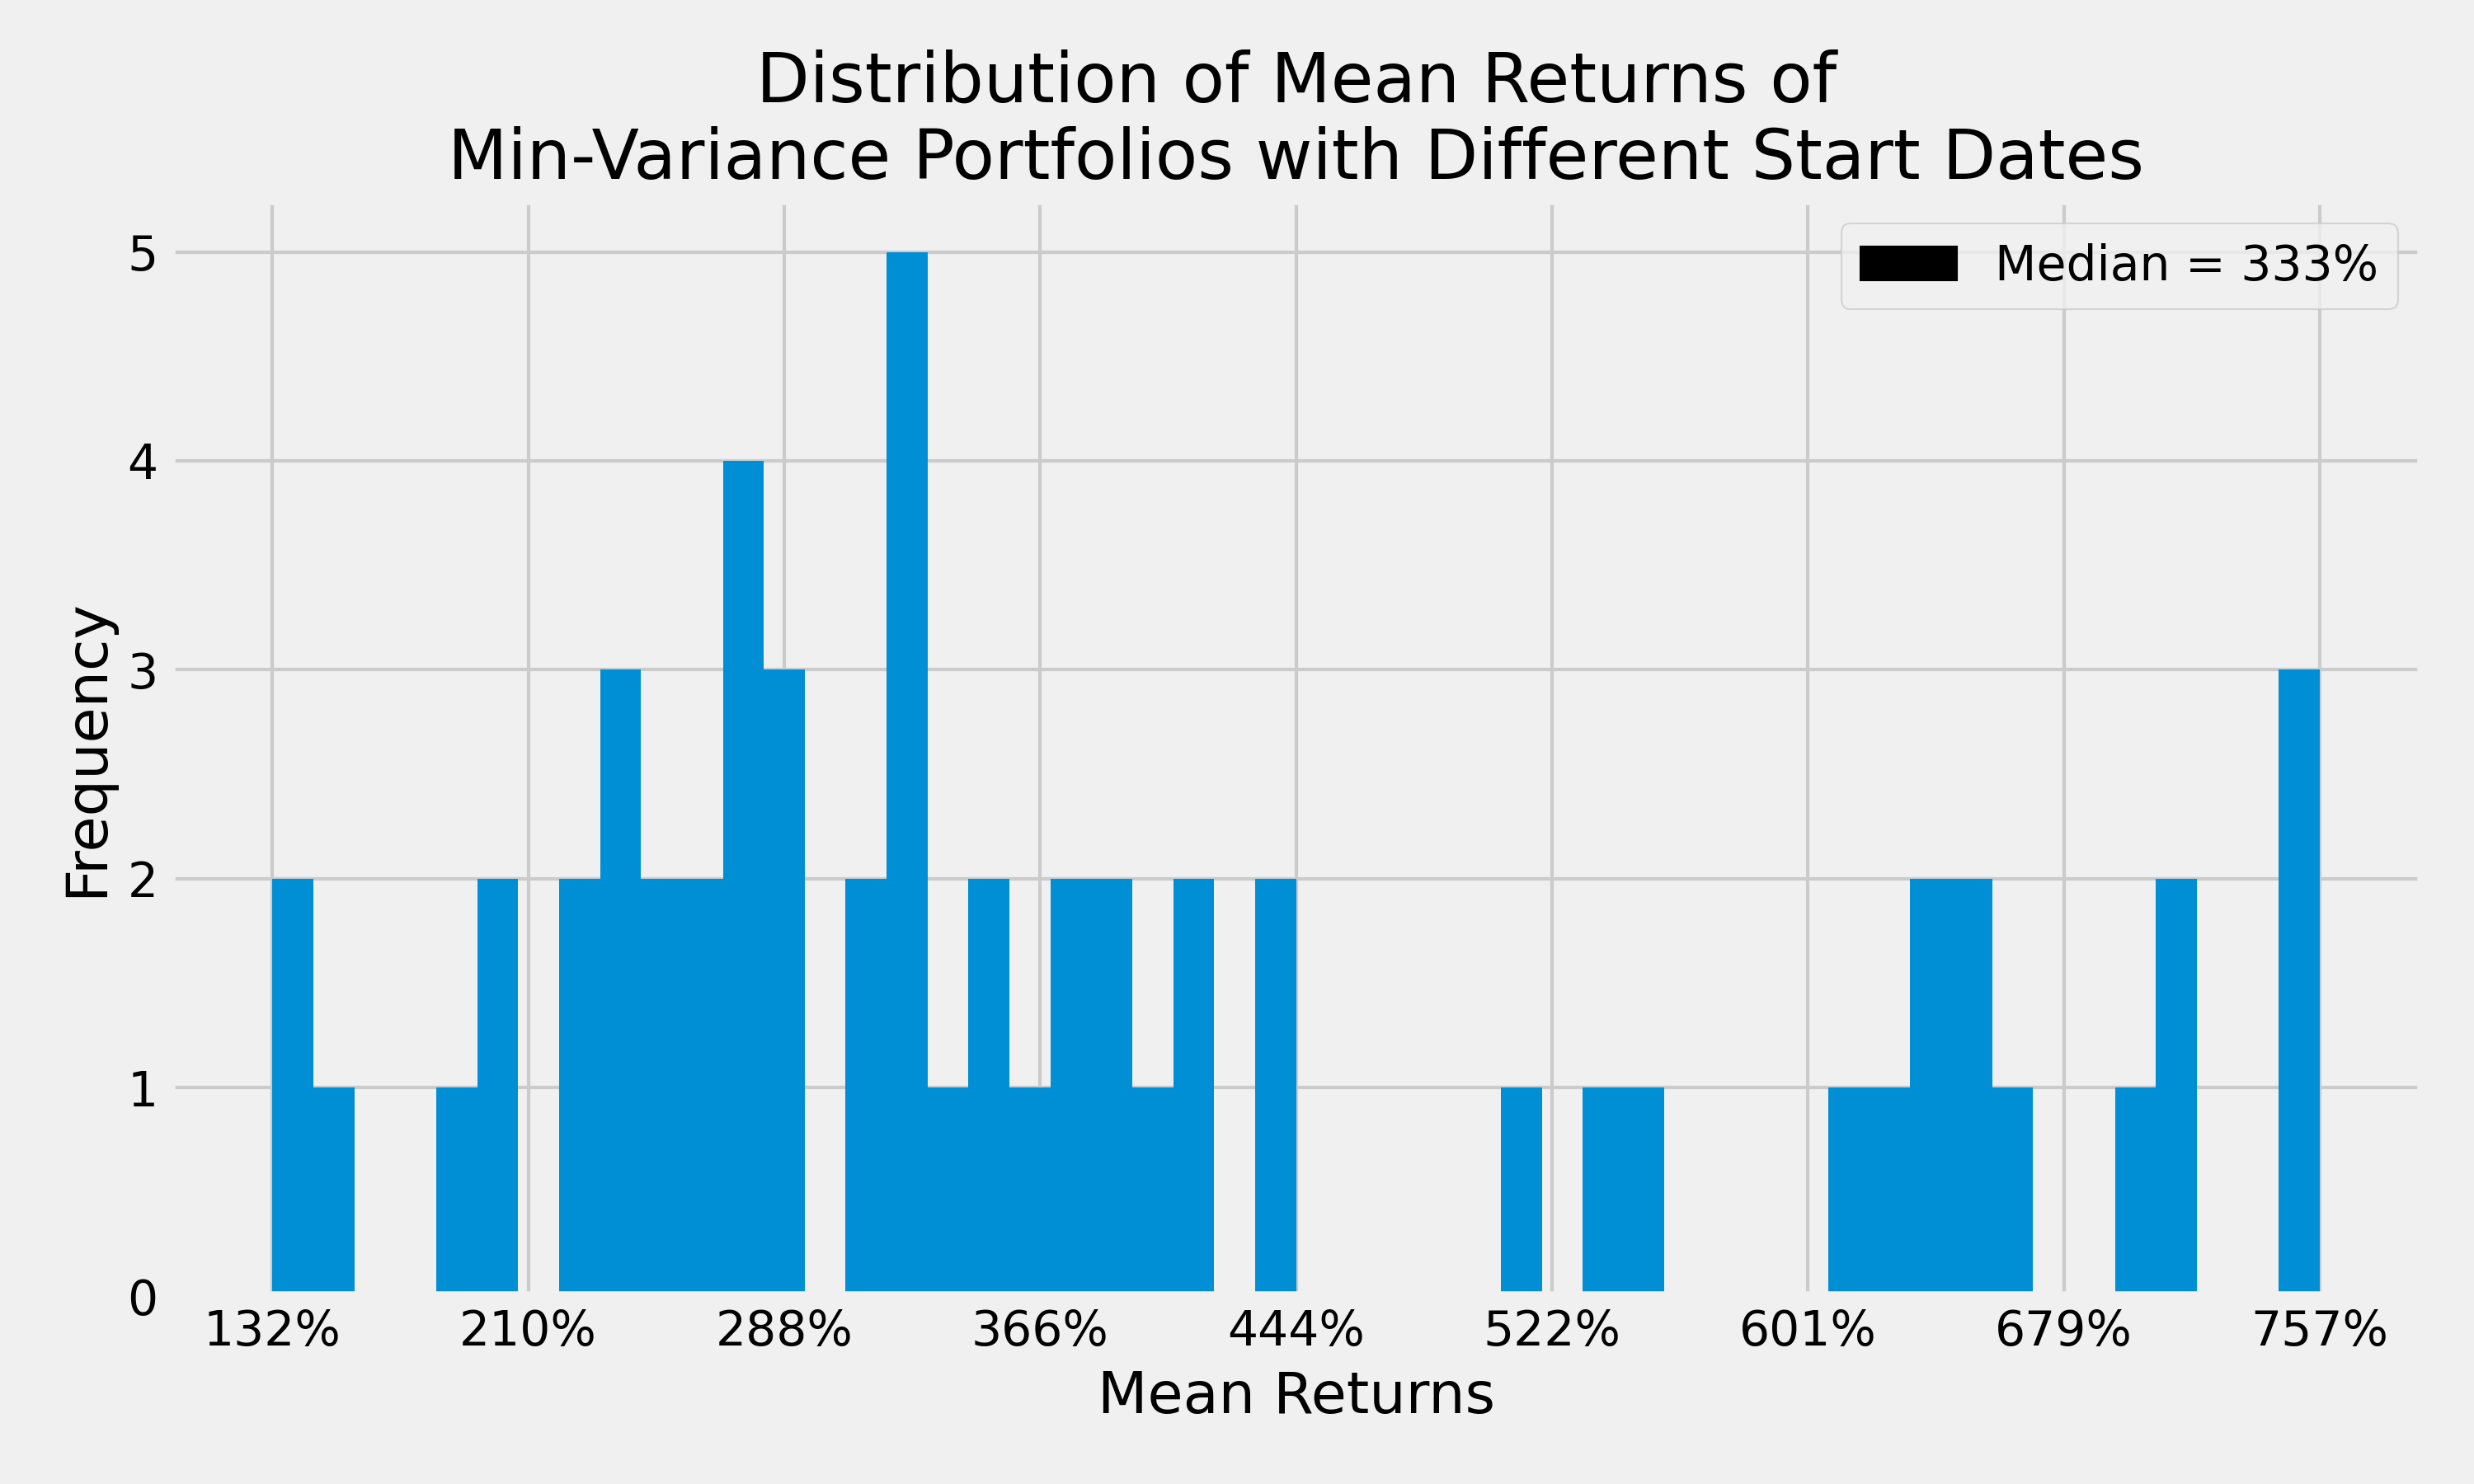 Distribution of Mean Returns of
Min-Variance Portfolios with Different Start Dates
Median = 333%
Frequency
5
4
3
2
1
0
132% 210% 288% 366% 444% 522% 601% 679% 757%
Mean Returns